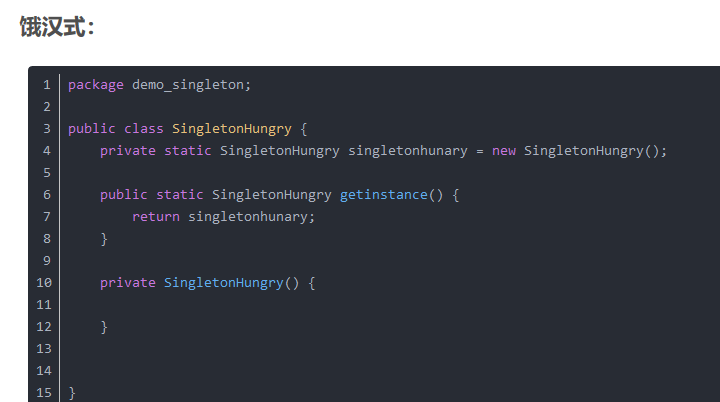 饿汉式:
1 package demo_singleton;
2
3 public class SingletonHungry {
4     private static SingletonHungry singletonhunary = new SingletonHungry();
5
6     public static SingletonHungry getinstance() {
7         return singletonhunary;
8     }
9
10     private SingletonHungry() {
11
12     }
13
14
15 }